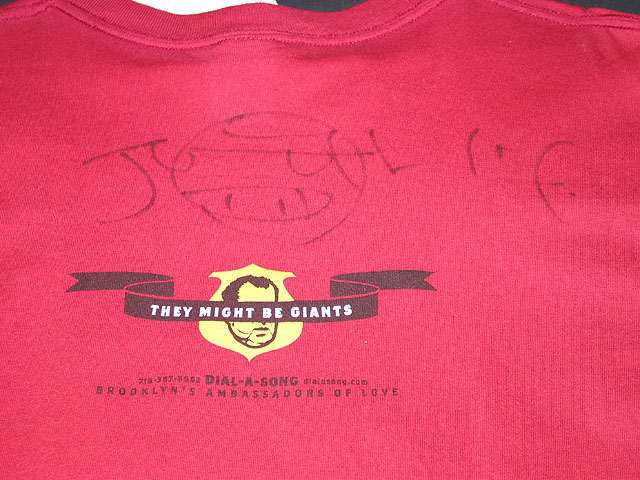 THEY MIGHT BE GIANTS
718-387-6962 DIAL-A-SONG dialasong.com
BROOKLYN'S AMBASSADORS OF LOVE